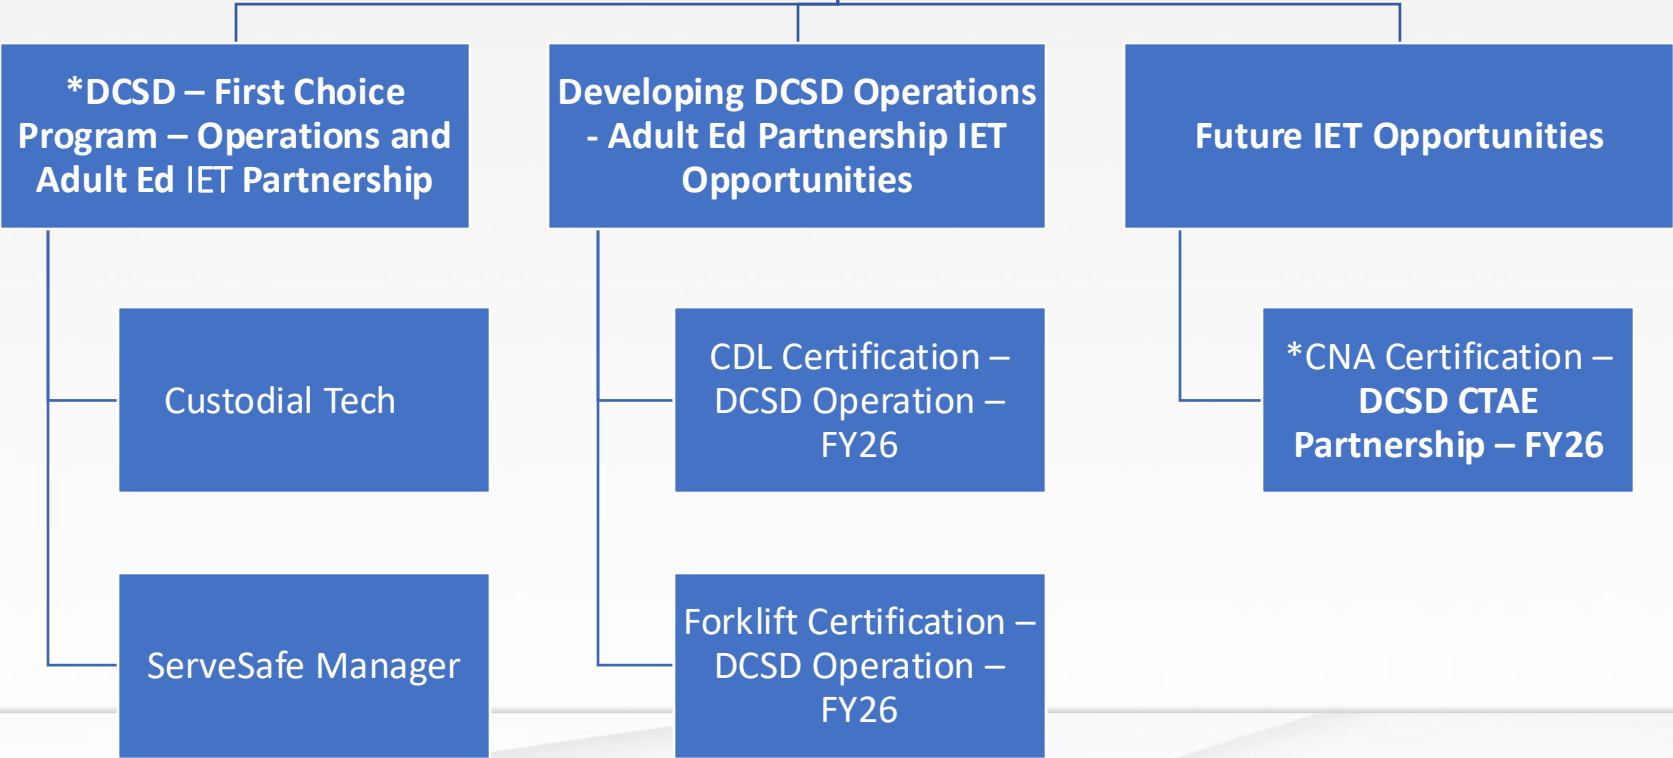 *DCSD – First Choice
Program – Operations and
Adult Ed IET Partnership
Custodial Tech
ServeSafe Manager
Developing DCSD Operations
- Adult Ed Partnership IET
Opportunities
CDL Certification –
DCSD Operation –
FY26
Forklift Certification –
DCSD Operation –
FY26
Future IET Opportunities
*CNA Certification –
DCSD CTAE
Partnership – FY26